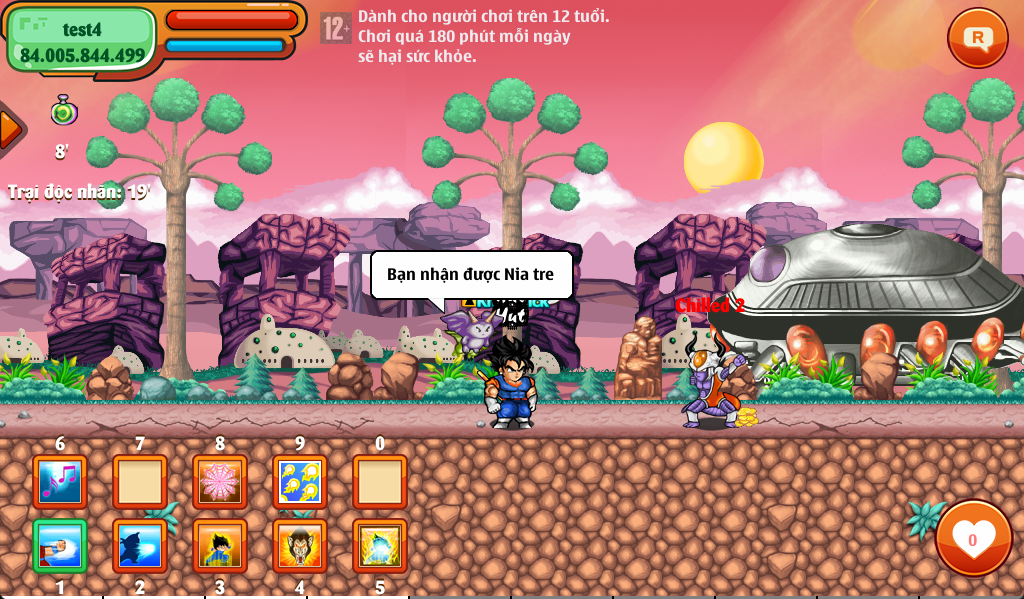 test4
84.005.844.499
12+
Dành cho người chơi trên 12 tuổi.
Chơi quá 180 phút mỗi ngày
sẽ hại sức khỏe.
R
8'
Trại độc nhãn: 19'
Bạn nhận được Nia tre
Yut
Chilled 2
6 7 8 9 0
0
1 2 3 4 5